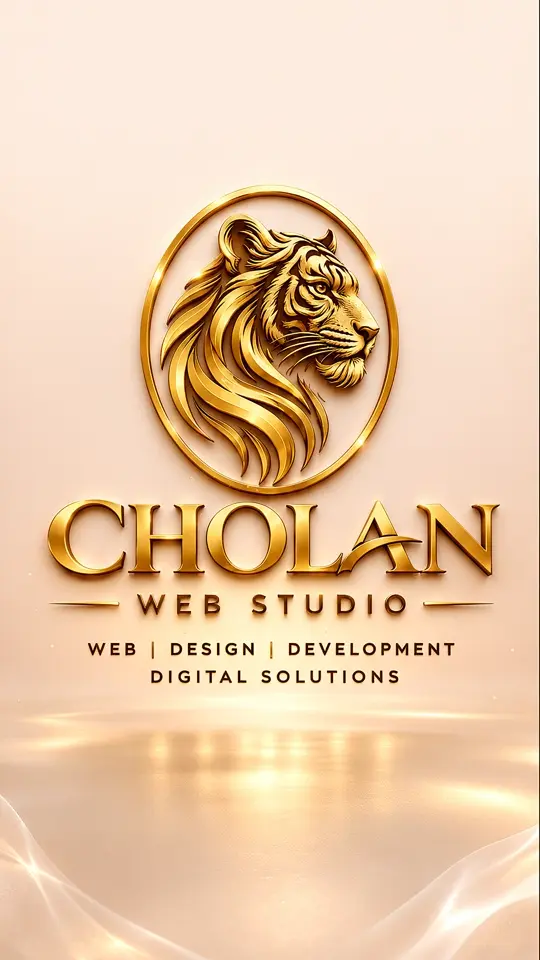 CHOLAN
WEB STUDIO
WEB | DESIGN | DEVELOPMENT
DIGITAL SOLUTIONS